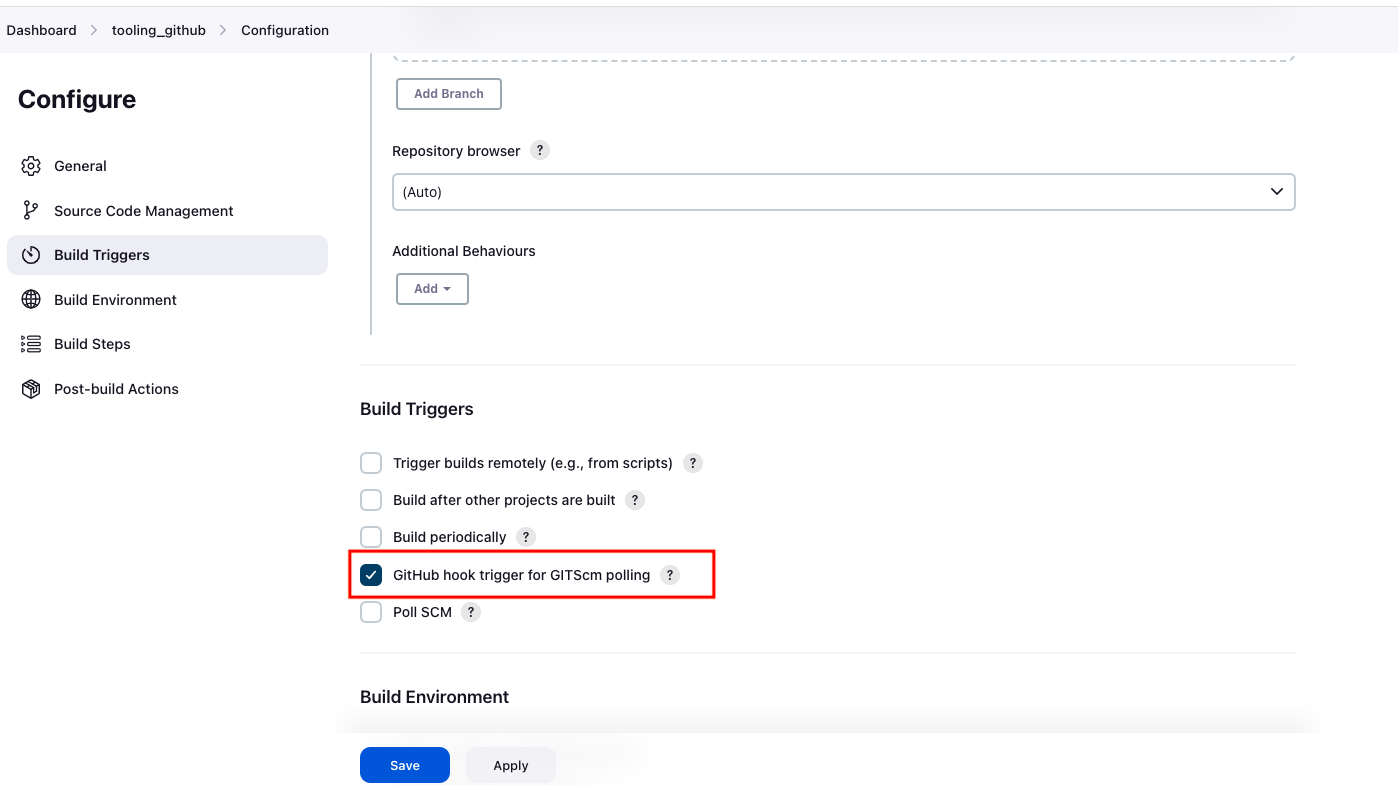 Dashboard > tooling_github > Configuration
Configure
General
Source Code Management
Build Triggers
Build Environment
Build Steps
Post-build Actions
Add Branch
Repository browser ?
(Auto)
Additional Behaviours
Add
Build Triggers
Trigger builds remotely (e.g., from scripts) ?
Build after other projects are built ?
Build periodically ?
GitHub hook trigger for GITScm polling ?
Poll SCM ?
Build Environment
Save Apply